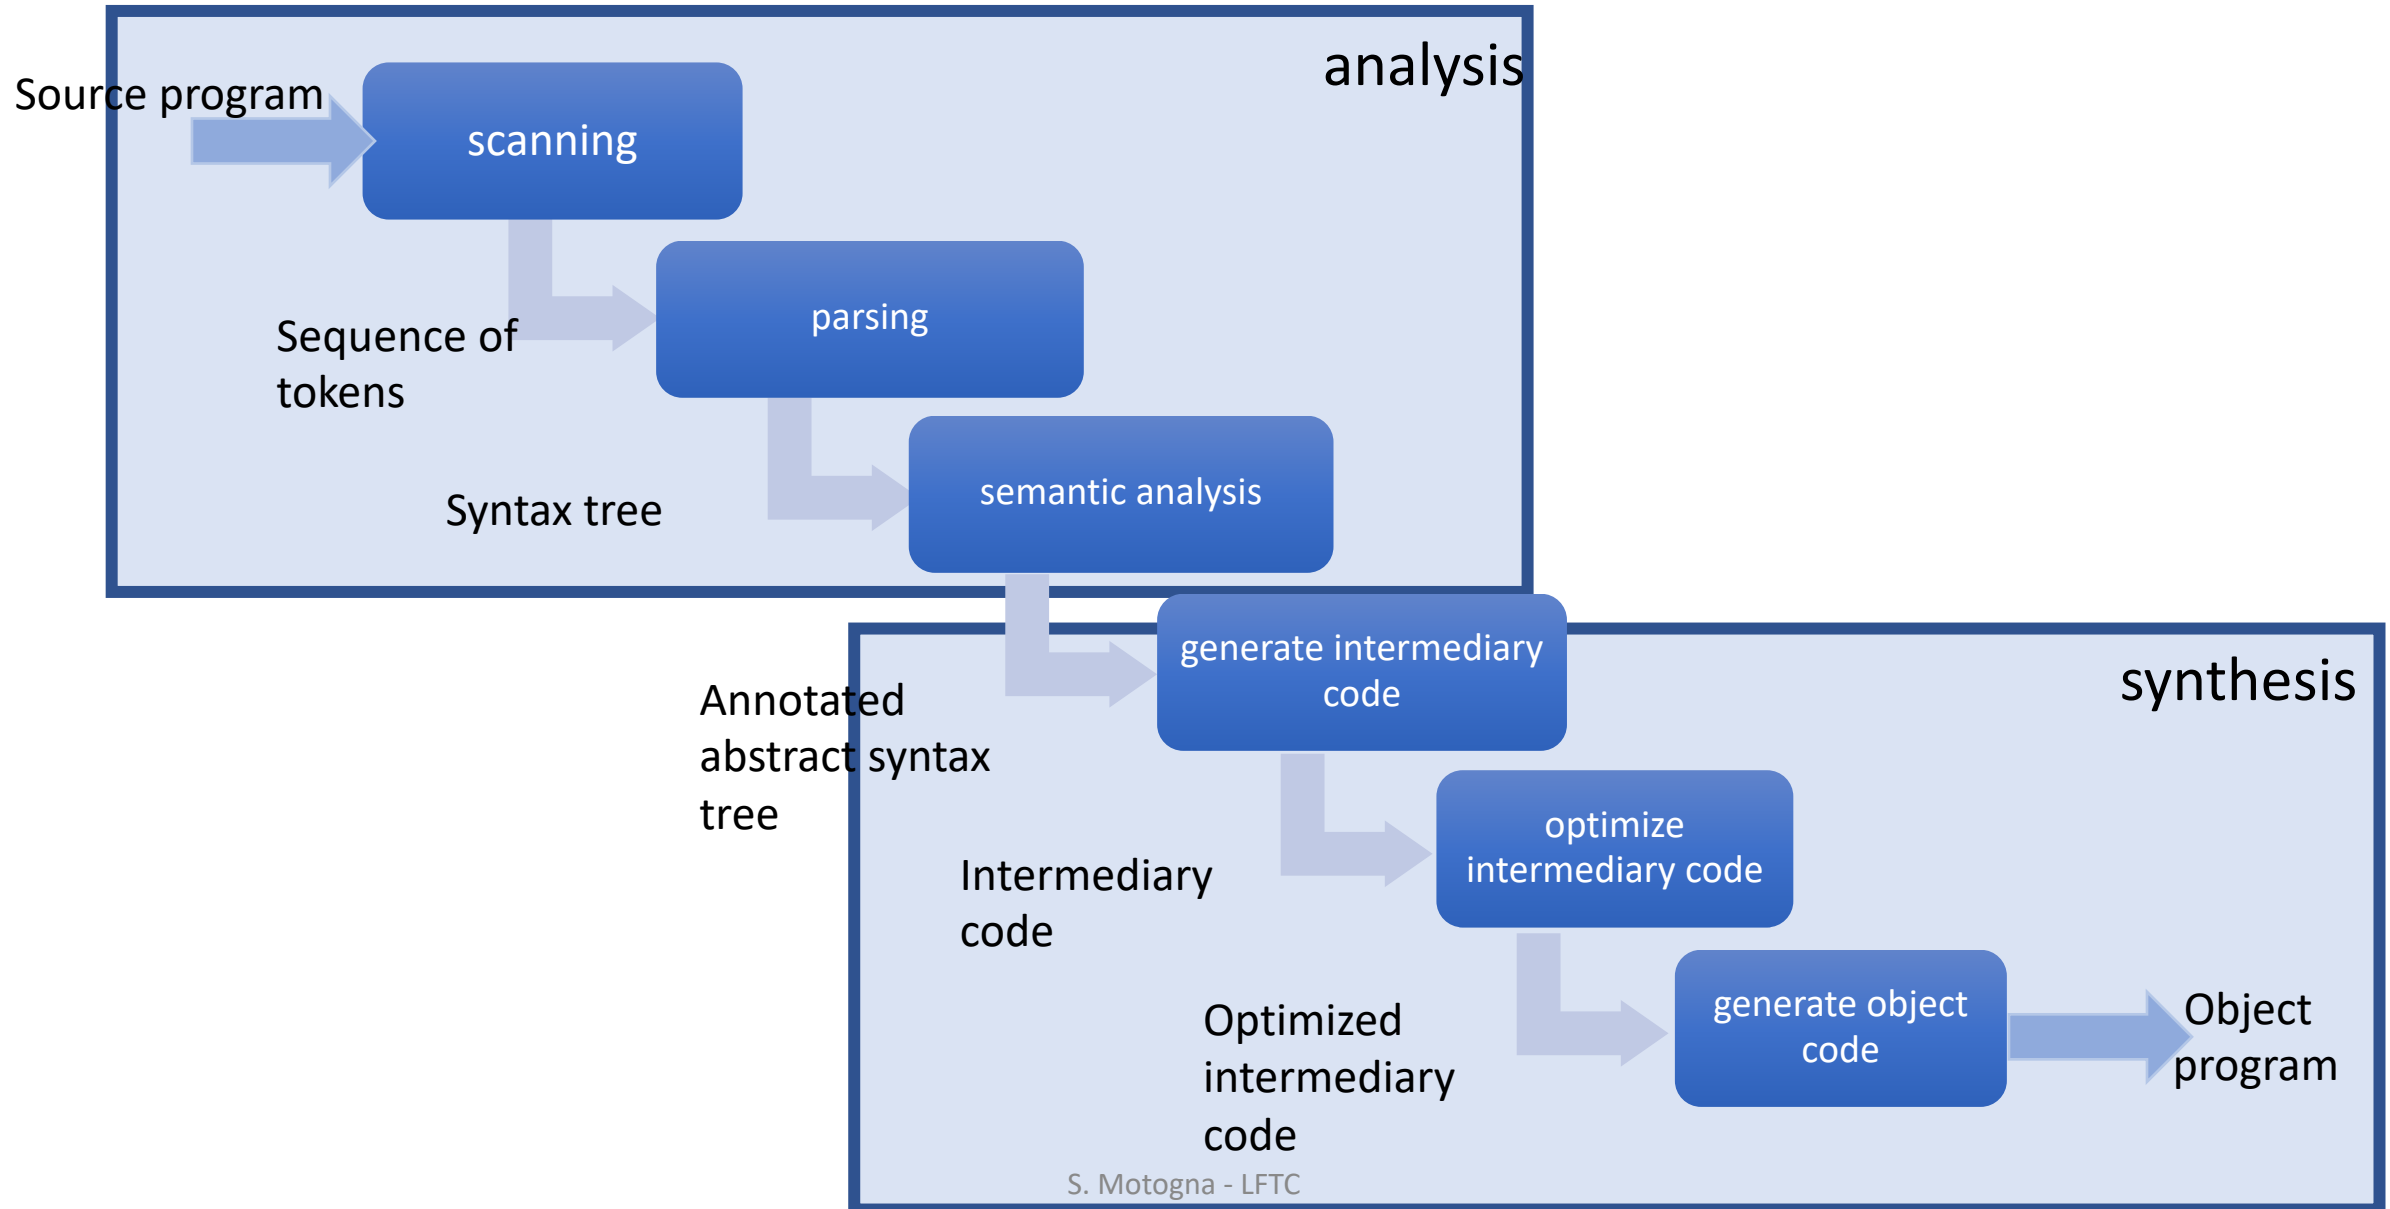 analysis
Source program
scanning
parsing
Sequence of
tokens
semantic analysis
Syntax tree
generate intermediary
code
synthesis
Annotated
abstract syntax
tree
optimize
intermediary code
Intermediary
code
generate object
code
Object
program
Optimized
intermediary
code
S. Motogna - LFTC